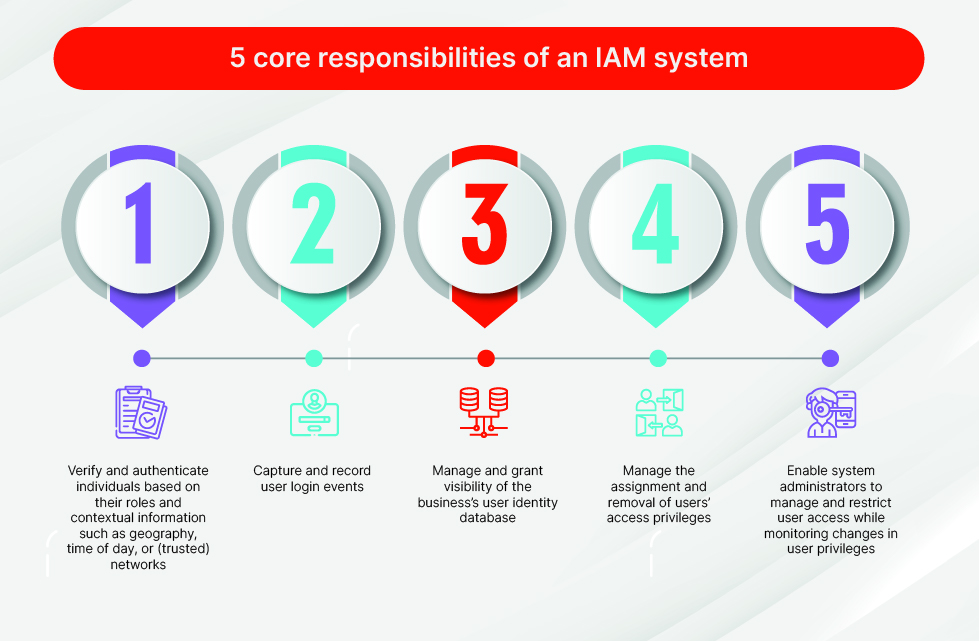 5 core responsibilities of an IAM system
1
2
3
4
5
Verify and authenticate
individuals based on
their roles and
contextual information
such as geography,
time of day, or (trusted)
networks
Capture and record
user login events
Manage and grant
visibility of the
business's user identity
database
Manage the
assignment and
removal of users'
access privileges
Enable system
administrators to
manage and restrict
user access while
monitoring changes in
user privileges